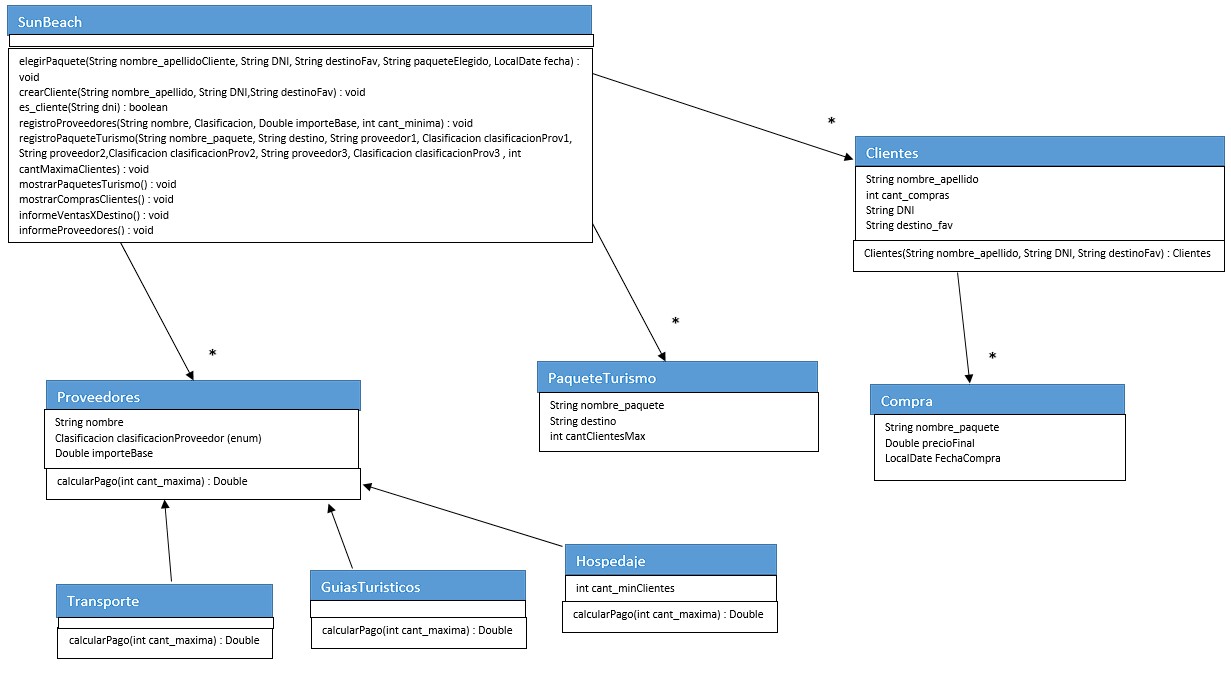 SunBeach
elegirPaquete(String nombre_apellidoCliente, String DNI, String destinoFav, String paqueteElegido, LocalDate fecha) :
void
crearCliente(String nombre_apellido, String DNI,String destinoFav) : void
es_cliente(String dni) : boolean
registroProveedores(String nombre, Clasificacion, Double importeBase, int cant_minima) : void
registroPaqueteTurismo(String nombre_paquete, String destino, String proveedor1, Clasificacion clasificacionProv1,
String proveedor2,Clasificacion clasificacionProv2, String proveedor3, Clasificacion clasificacionProv3 , int
cantMaximaClientes) : void
mostrarPaquetesTurismo() : void
mostrarComprasClientes() : void
informeVentasXDestino() : void
informeProveedores() : void
*
Clientes
String nombre_apellido
int cant_compras
String DNI
String destino_fav
Clientes(String nombre_apellido, String DNI, String destinoFav) : Clientes
*
*
*
Proveedores
String nombre
Clasificacion clasificacionProveedor (enum)
Double importeBase
calcularPago(int cant_maxima) : Double
PaqueteTurismo
String nombre_paquete
String destino
int cantClientesMax
Compra
String nombre_paquete
Double precioFinal
LocalDate FechaCompra
Transporte
calcularPago(int cant_maxima) : Double
GuiasTuristicos
calcularPago(int cant_maxima) : Double
Hospedaje
int cant_minClientes
calcularPago(int cant_maxima) : Double